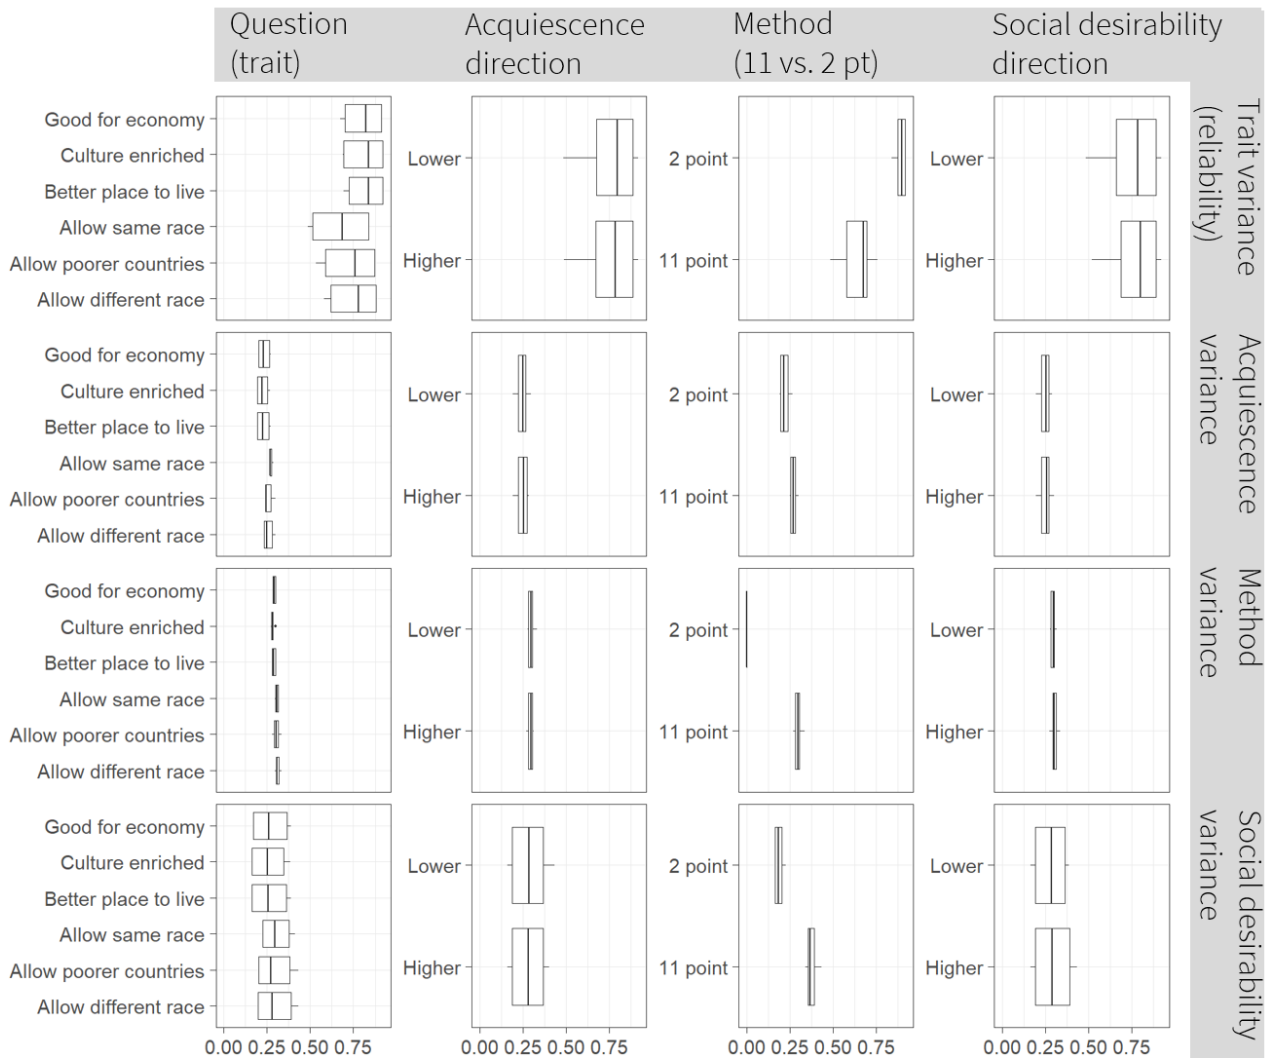 Question
(trait)
Acquiescence
direction
Method
(11 vs. 2 pt)
Social desirability
direction
Trait variance
(reliability)
Good for economy
Culture enriched
Better place to live
Allow same race
Allow poorer countries
Allow different race
Lower
Higher
2 point
11 point
Lower
Higher
Acquiescence
variance
Good for economy
Culture enriched
Better place to live
Allow same race
Allow poorer countries
Allow different race
Lower
Higher
2 point
11 point
Lower
Higher
Method
variance
Good for economy
Culture enriched
Better place to live
Allow same race
Allow poorer countries
Allow different race
Lower
Higher
2 point
11 point
Lower
Higher
Social desirability
variance
Good for economy
Culture enriched
Better place to live
Allow same race
Allow poorer countries
Allow different race
Lower
Higher
2 point
11 point
Lower
Higher
0.00 0.25 0.50 0.75
0.00 0.25 0.50 0.75
0.00 0.25 0.50 0.75
0.00 0.25 0.50 0.75